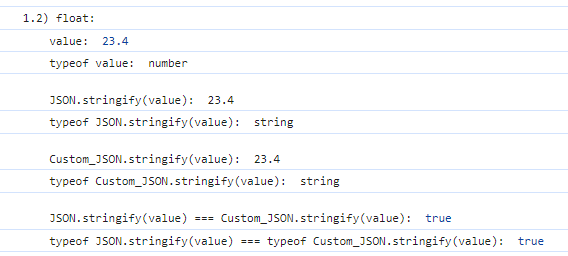 1.2) float:
value: 23.4
typeof value: number
JSON.stringify(value): 23.4
typeof JSON.stringify(value): string
Custom_JSON.stringify(value): 23.4
typeof Custom_JSON.stringify(value): string
JSON.stringify(value) === Custom_JSON.stringify(value): true
typeof JSON.stringify(value) === typeof Custom_JSON.stringify(value): true